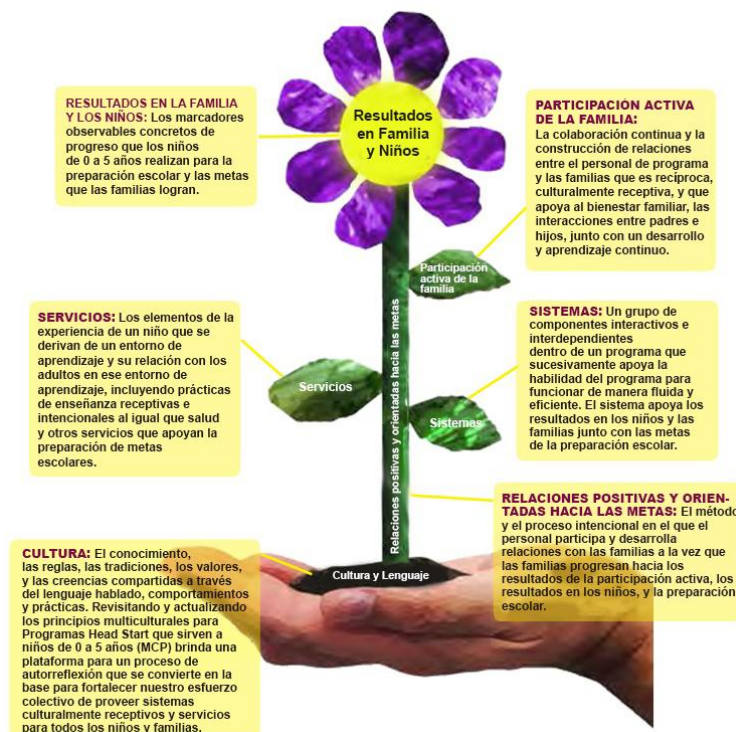 RESULTADOS EN LA FAMILIA
Y LOS NIÑOS: Los marcadores
observables concretos de
progreso que los niños
de 0 a 5 años realizan para la
preparación escolar y las metas
que las familias logran.
Resultados
en Familia
y Niños
PARTICIPACIÓN ACTIVA
DE LA FAMILIA:
La colaboración continua y la
construcción de relaciones
entre el personal de programa
y las familias que es recíproca,
culturalmente receptiva, y que
apoya al bienestar familiar, las
interacciones entre padres e
hijos, junto con un desarrollo
y aprendizaje continuo.
Participación
activa de la
familia
SERVICIOS: Los elementos de la
experiencia de un niño que se
derivan de un entorno de
aprendizaje y su relación con los
adultos en ese entorno de
aprendizaje, incluyendo prácticas
de enseñanza receptivas e
intencionales al igual que salud
y otros servicios que apoyan la
preparación de metas
escolares.
Servicios
Relaciones positivas y orientadas hacia las metas
Sistemas
SISTEMAS: Un grupo de
componentes interactivos e
interdependientes
dentro de un programa que
sucesivamente apoya la
habilidad del programa para
funcionar de manera fluida y
eficiente. El sistema apoya los
resultados en los niños y las
familias junto con las metas
de la preparación escolar.
RELACIONES POSITIVAS Y ORIEN-
TADAS HACIA LAS METAS: El método
y el proceso intencional en el que el
personal participa y desarrolla
relaciones con las familias a la vez que
las familias progresan hacia los
resultados de la participación activa, los
resultados en los niños, y la preparación
escolar.
Cultura y Lenguaje
CULTURA: El conocimiento,
las reglas, las tradiciones, los valores,
y las creencias compartidas a través
del lenguaje hablado, comportamientos
y prácticas. Revisitando y actualizando
los principios multiculturales para
Programas Head Start que sirven a
niños de 0 a 5 años (MCP) brinda una
plataforma para un proceso de
autorreflexión que se convierte en la
base para fortalecer nuestro esfuerzo
colectivo de proveer sistemas
culturalmente receptivos y servicios
para todos los niños y familias.